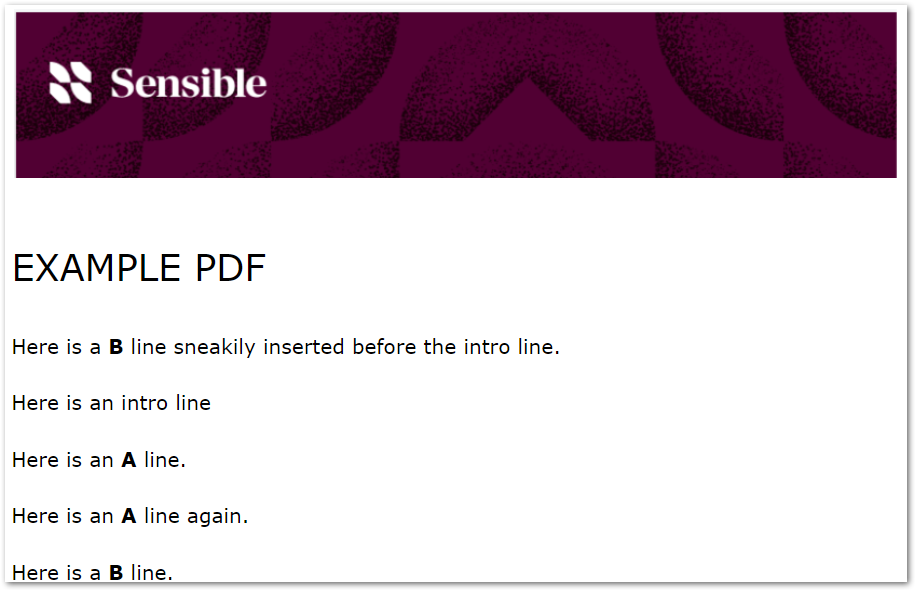 Sensible
EXAMPLE PDF
Here is a B line sneakily inserted before the intro line.
Here is an intro line
Here is an A line.
Here is an A line again.
Here is a B line.